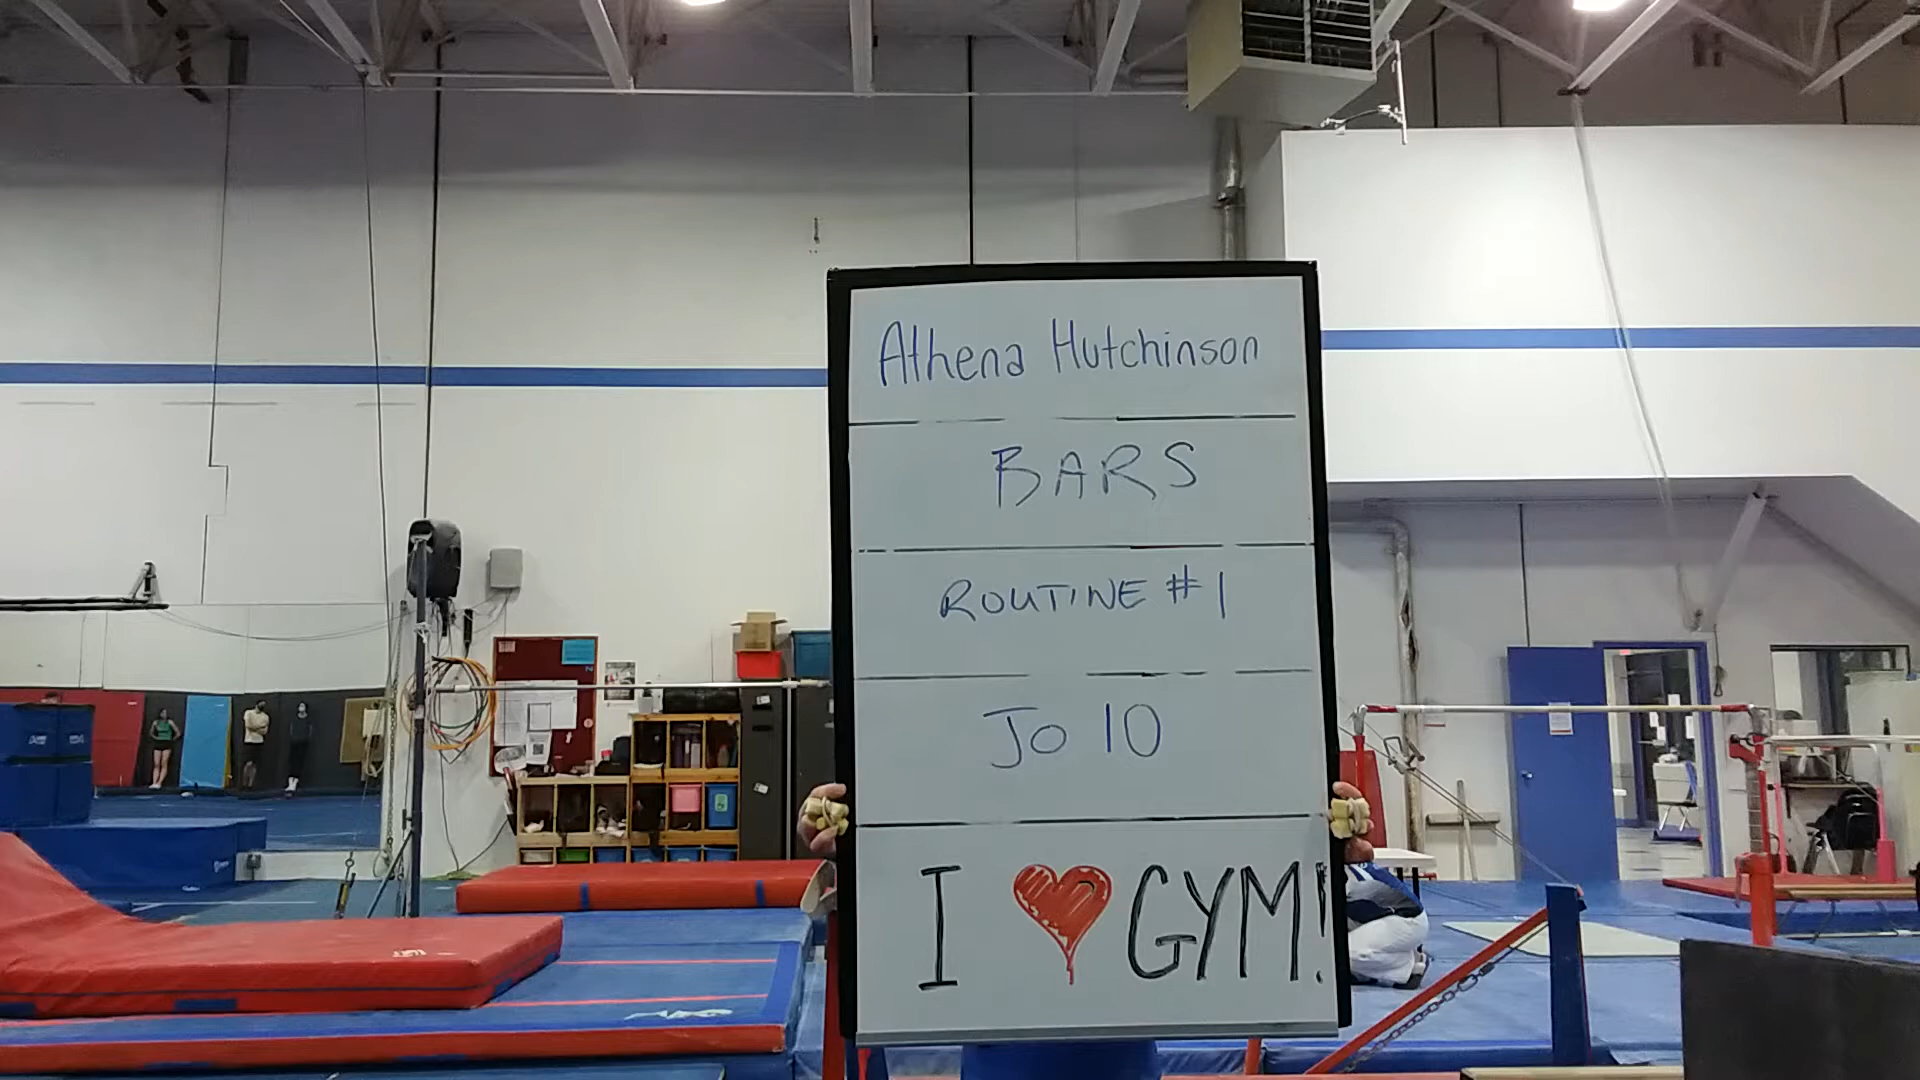 Athena Hutchinson
BARS
ROUTINE #1
Jo 10
I ❤ GYM!